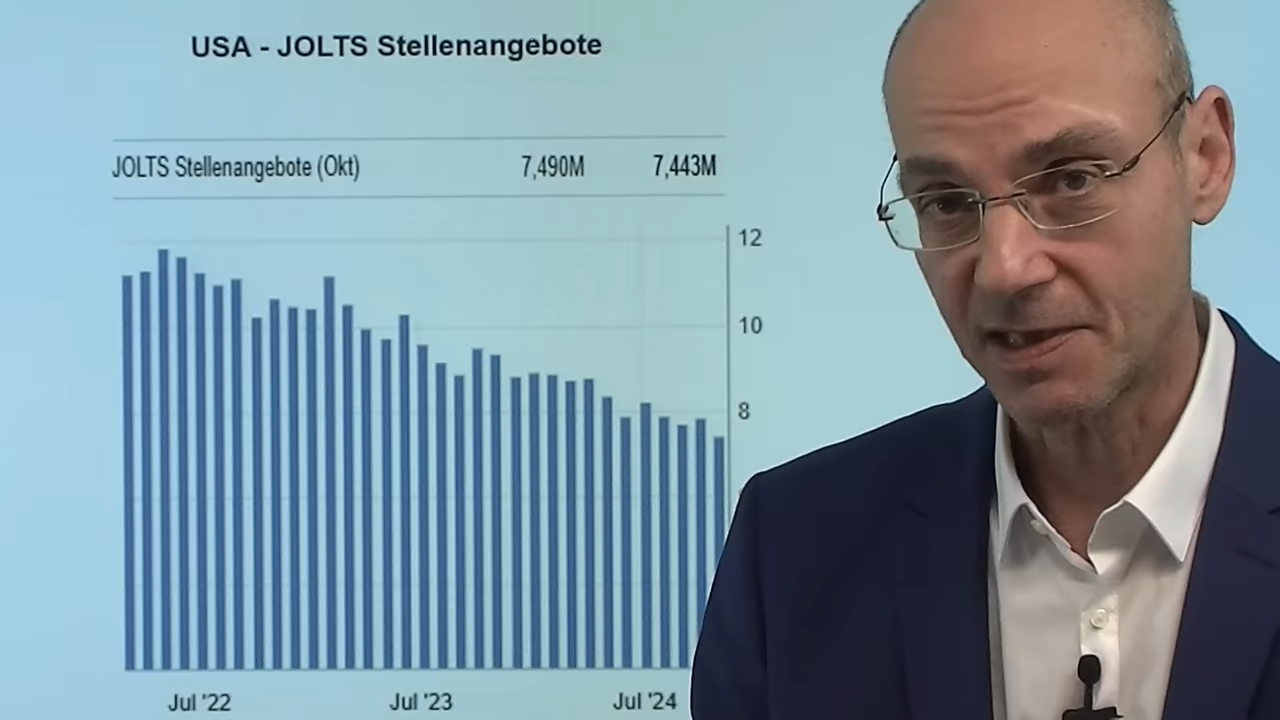 USA - JOLTS Stellenangebote
JOLTS Stellenangebote (Okt) 7,490M 7,443M
12
10
8
Jul '22 Jul '23 Jul '24